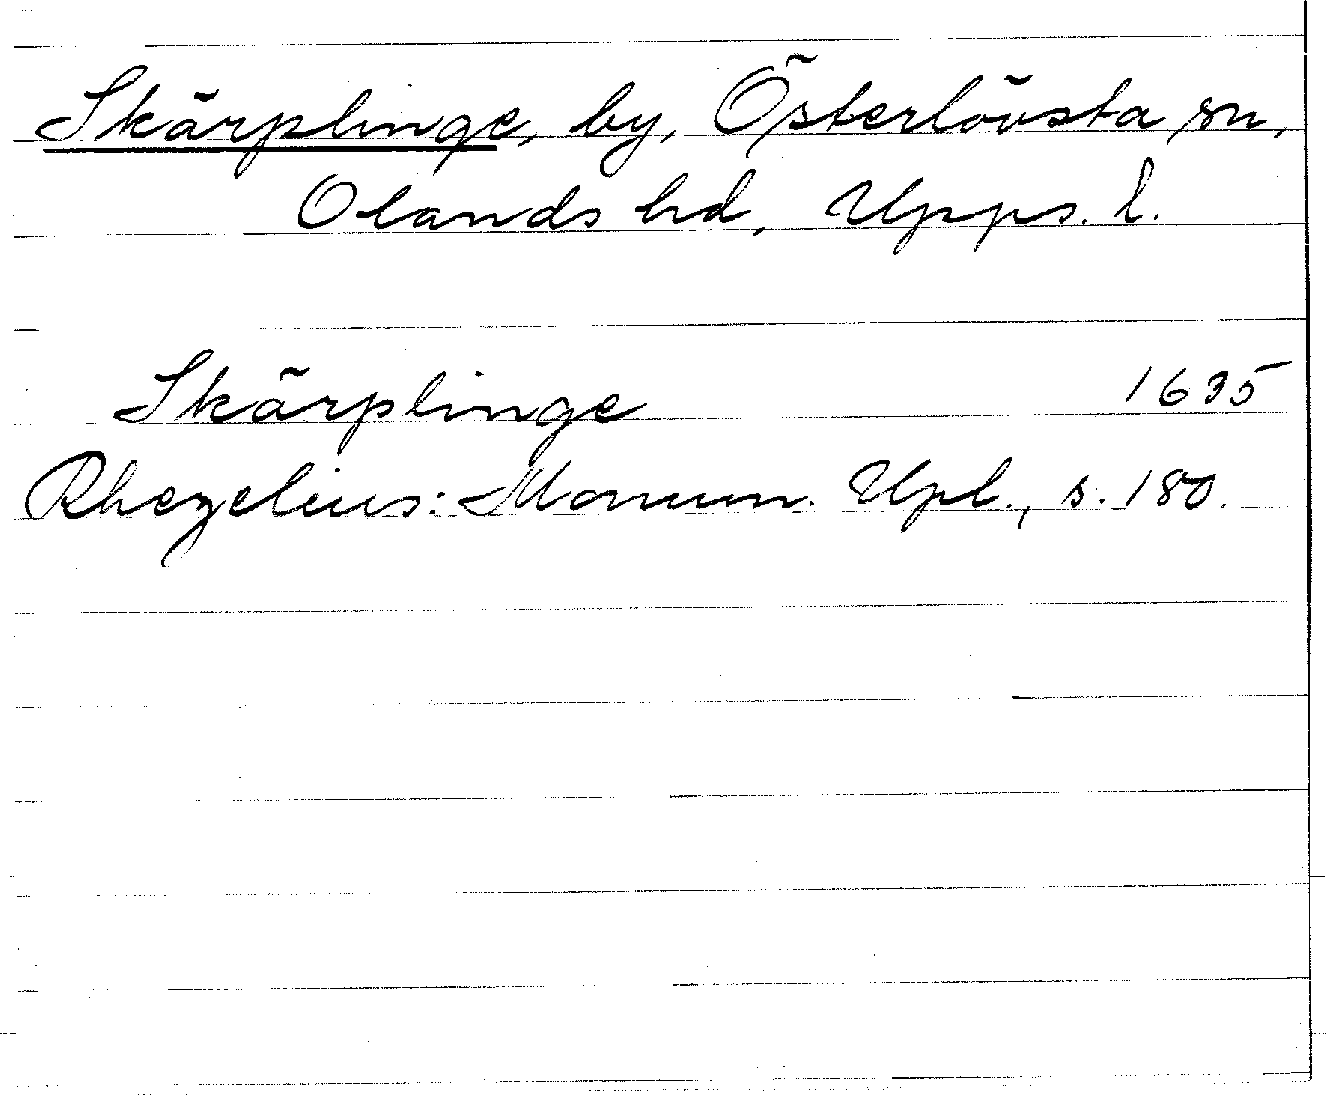 Skärplinge, by, Österlövsta sn,
Olands hd, Upps. l.
Skärplinge 1635
Rhezelius: Monum. Upl., s. 180.